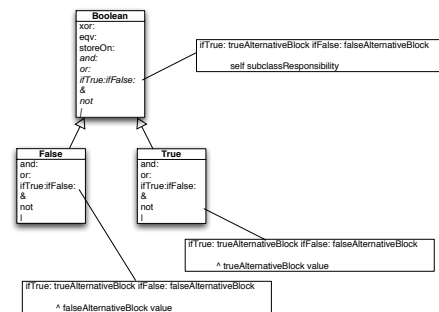 Boolean
xor:
eqv:
storeOn:
and:
or:
ifTrue:ifFalse:
&
not
|
ifTrue: trueAlternativeBlock ifFalse: falseAlternativeBlock
self subclassResponsibility
False
and:
or:
ifTrue:ifFalse:
&
not
|
True
and:
or:
ifTrue:ifFalse:
&
not
|
ifTrue: trueAlternativeBlock ifFalse: falseAlternativeBlock
^ trueAlternativeBlock value
ifTrue: trueAlternativeBlock ifFalse: falseAlternativeBlock
^ falseAlternativeBlock value